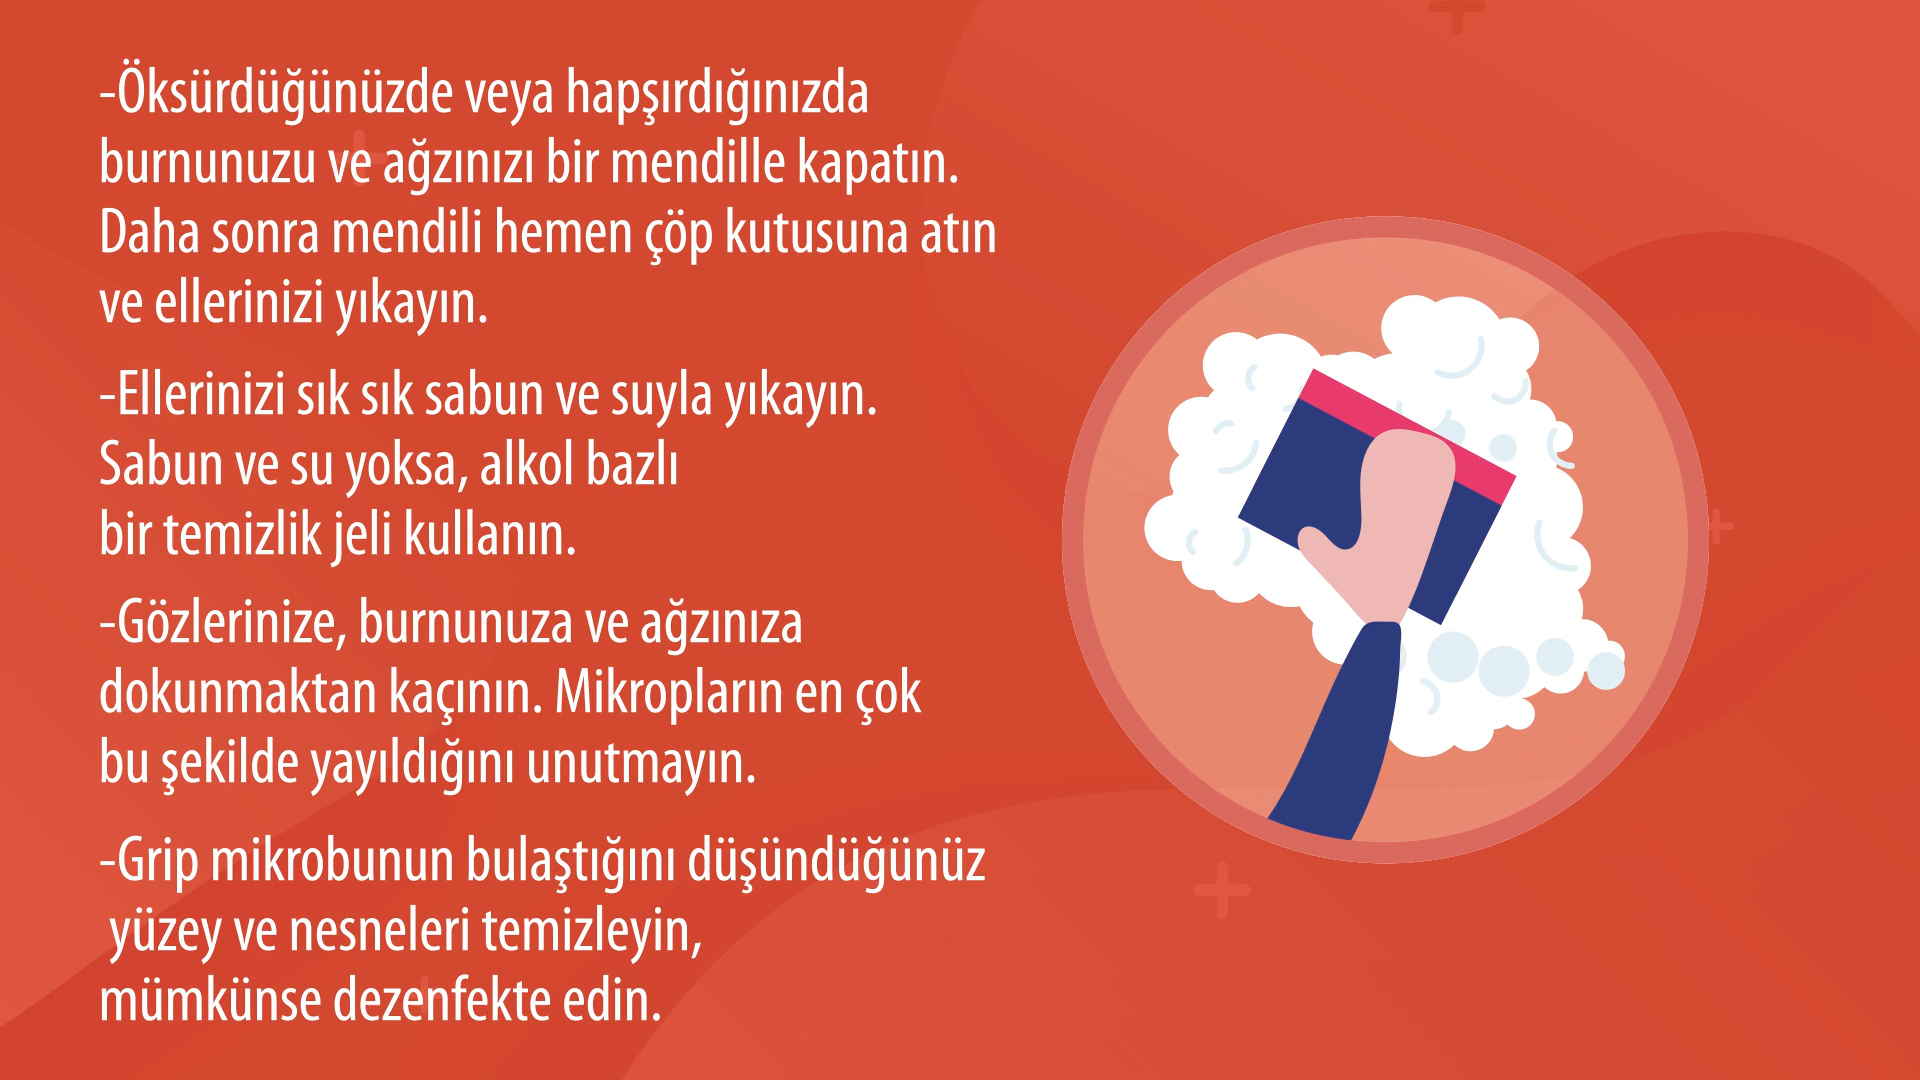 -Öksürdüğünüzde veya hapşırdığınızda
burnunuzu ve ağzınızı bir mendille kapatın.
Daha sonra mendili hemen çöp kutusuna atın
ve ellerinizi yıkayın.
-Ellerinizi sık sık sabun ve suyla yıkayın.
Sabun ve su yoksa, alkol bazlı
bir temizlik jeli kullanın.
-Gözlerinize, burnunuza ve ağzınıza
dokunmaktan kaçının. Mikropların en çok
bu şekilde yayıldığını unutmayın.
-Grip mikrobunun bulaştığını düşündüğünüz
yüzey ve nesneleri temizleyin,
mümkünse dezenfekte edin.